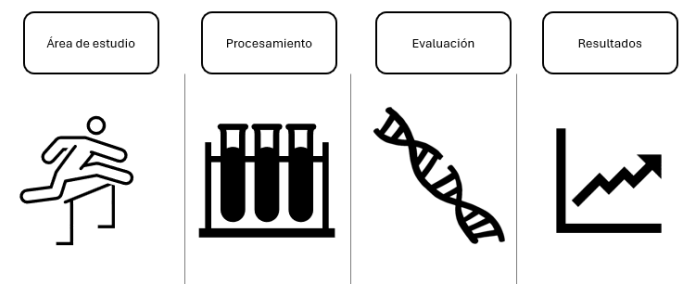 Área de estudio
Procesamiento
Evaluación
Resultados